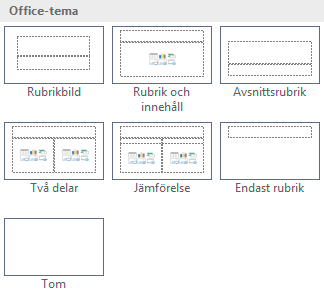 Office-tema
Rubrikbild
Rubrik och
innehåll
Avsnittsrubrik
Två delar
Jämförelse
Endast rubrik
Tom